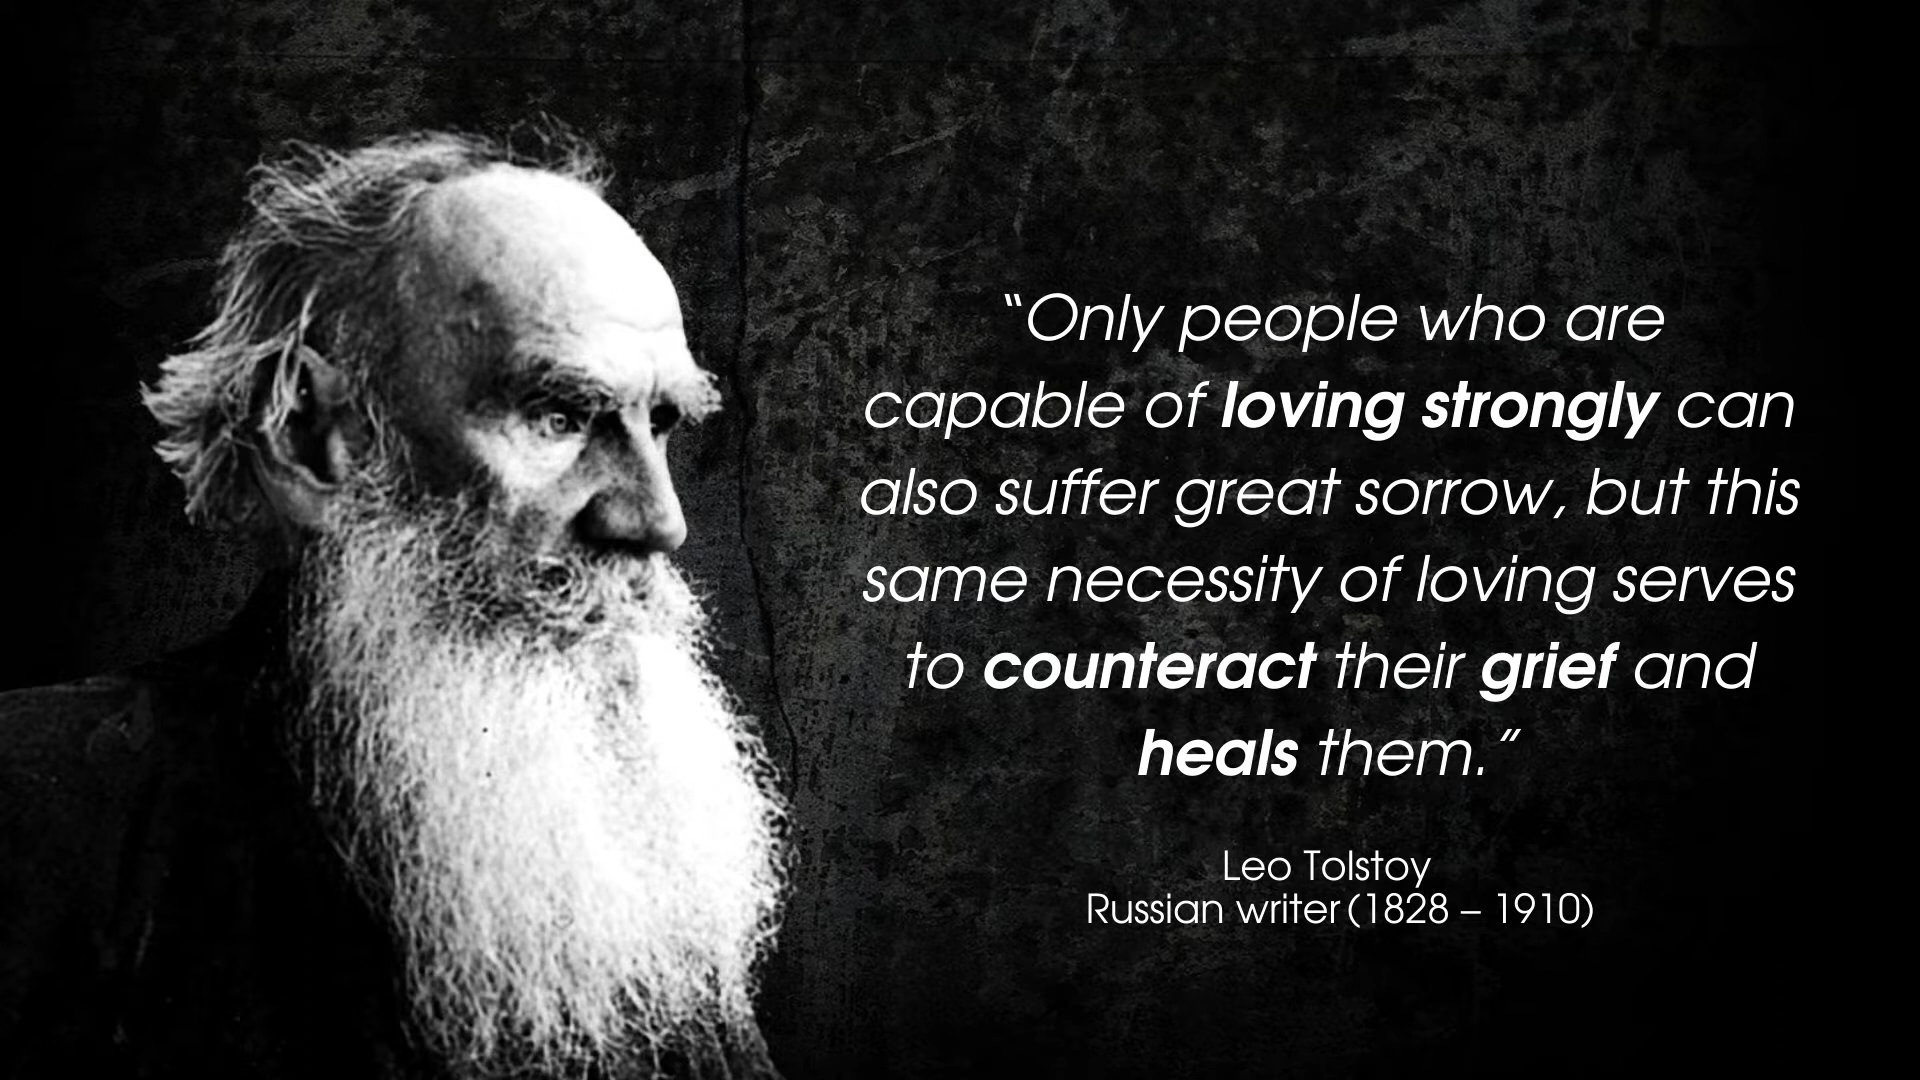 “Only people who are
capable of loving strongly can
also suffer great sorrow, but this
same necessity of loving serves
to counteract their grief and
heals them.”
Leo Tolstoy
Russian writer (1828 – 1910)